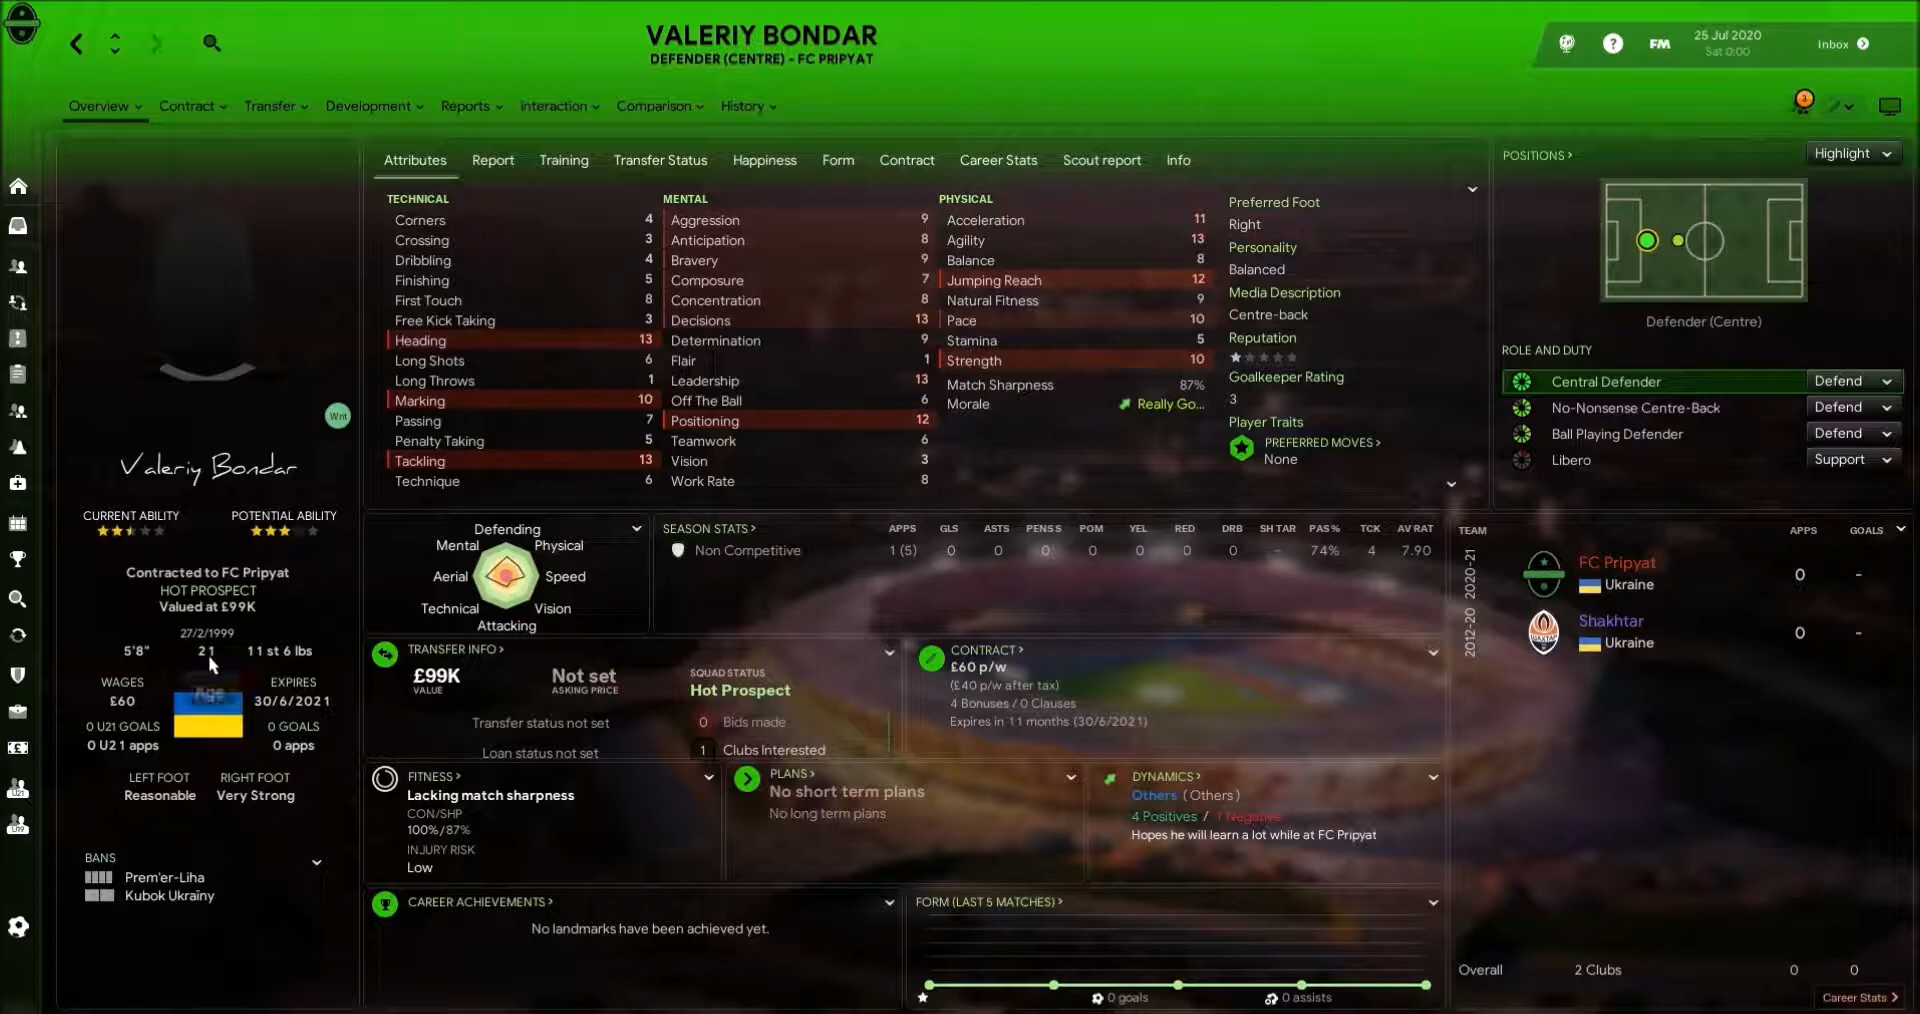 VALERIY BONDAR
DEFENDER (CENTRE) - FC PRIPYAT
FM
25 Jul 2020
Sat 0:00
Inbox
3
Overview
Contract
Transfer
Development
Reports
Interaction
Comparison
History
Attributes
Report
Training
Transfer Status
Happiness
Form
Contract
Career Stats
Scout report
Info
TECHNICAL
Corners 4
Crossing 3
Dribbling 4
Finishing 5
First Touch 8
Free Kick Taking 3
Heading 13
Long Shots 6
Long Throws 1
Marking 10
Passing 7
Penalty Taking 5
Tackling 13
Technique 6
MENTAL
Aggression 9
Anticipation 8
Bravery 9
Composure 7
Concentration 8
Decisions 13
Determination 9
Flair 1
Leadership 13
Off The Ball 6
Positioning 12
Teamwork 6
Vision 3
Work Rate 8
PHYSICAL
Acceleration 11
Agility 13
Balance 8
Jumping Reach 12
Natural Fitness 9
Pace 10
Stamina 5
Strength 10
Match Sharpness 87%
Morale Really Go...
Preferred Foot
Right
Personality
Balanced
Media Description
Centre-back
Reputation
Goalkeeper Rating
3
Player Traits
PREFERRED MOVES >
None
POSITIONS >
Highlight
Defender (Centre)
ROLE AND DUTY
Central Defender Defend
No-Nonsense Centre-Back Defend
Ball Playing Defender Defend
Libero Support
Wnt
Valeriy Bondar
CURRENT ABILITY
POTENTIAL ABILITY
Contracted to FC Pripyat
HOT PROSPECT
Valued at £99K
27/2/1999
5'8" 21 11 st 6 lbs
Age
WAGES
£60
EXPIRES
30/6/2021
0 U21 GOALS
0 U21 apps
0 GOALS
0 apps
LEFT FOOT
Reasonable
RIGHT FOOT
Very Strong
BANS
Prem'er-Liha
Kubok Ukraïny
U21
U19
Defending
Mental Physical
Aerial Speed
Technical Vision
Attacking
SEASON STATS > APPS GLS ASTS PENS S POM YEL RED DRB SH TAR PAS % TCK AV RAT
Non Competitive 1 (5) 0 0 0 0 0 0 0 - 74% 4 7.90
TEAM APPS GOALS
2020-21
FC Pripyat
Ukraine
0 -
2012-20
Shakhtar
Ukraine
0 -
TRANSFER INFO >
£99K
VALUE
Not set
ASKING PRICE
SQUAD STATUS
Hot Prospect
Transfer status not set
0 Bids made
Loan status not set
1 Clubs Interested
CONTRACT >
£60 p/w
(£40 p/w after tax)
4 Bonuses / 0 Clauses
Expires in 11 months (30/6/2021)
FITNESS >
Lacking match sharpness
CON/SHP
100%/87%
INJURY RISK
Low
PLANS >
No short term plans
No long term plans
DYNAMICS >
Others (Others)
4 Positives / 1 Negative
Hopes he will learn a lot while at FC Pripyat
CAREER ACHIEVEMENTS >
No landmarks have been achieved yet.
FORM (LAST 5 MATCHES) >
0 goals
0 assists
Overall 2 Clubs 0 0
Career Stats >